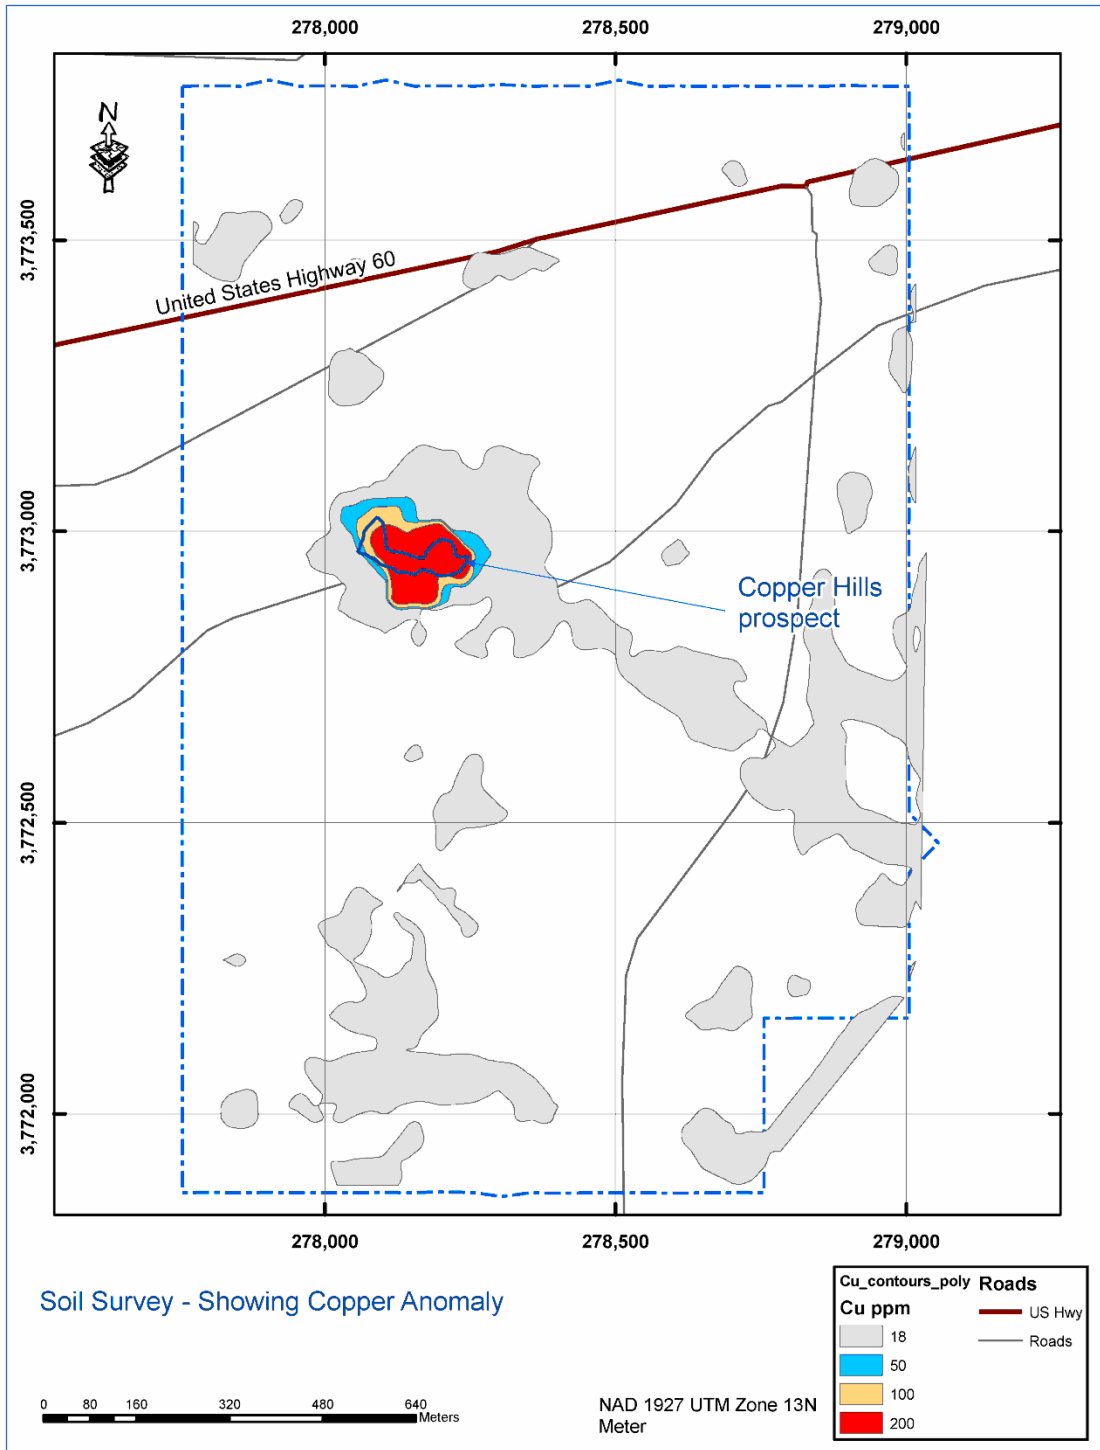 278,000 278,500 279,000
N
3,773,500
United States Highway 60
3,773,000
Copper Hills
prospect
3,772,500
3,772,000
278,000 278,500 279,000
Soil Survey - Showing Copper Anomaly
Cu_contours_poly Roads
Cu ppm
US Hwy
18
Roads
50
100
200
0 80 160 320 480 640
Meters
NAD 1927 UTM Zone 13N
Meter